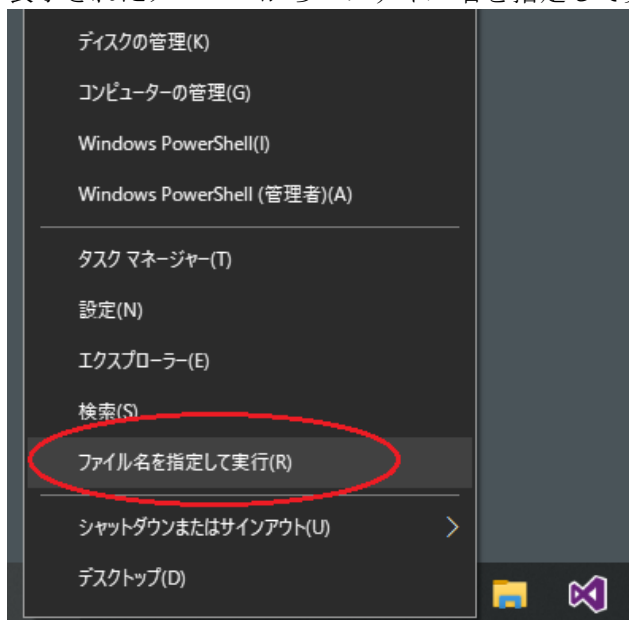 ディスクの管理(K)
コンピューターの管理(G)
Windows PowerShell(I)
Windows PowerShell (管理者)(A)
タスク マネージャー(T)
設定(N)
エクスプローラー(E)
検索(S)
ファイル名を指定して実行(R)
シャットダウンまたはサインアウト(U)
デスクトップ(D)